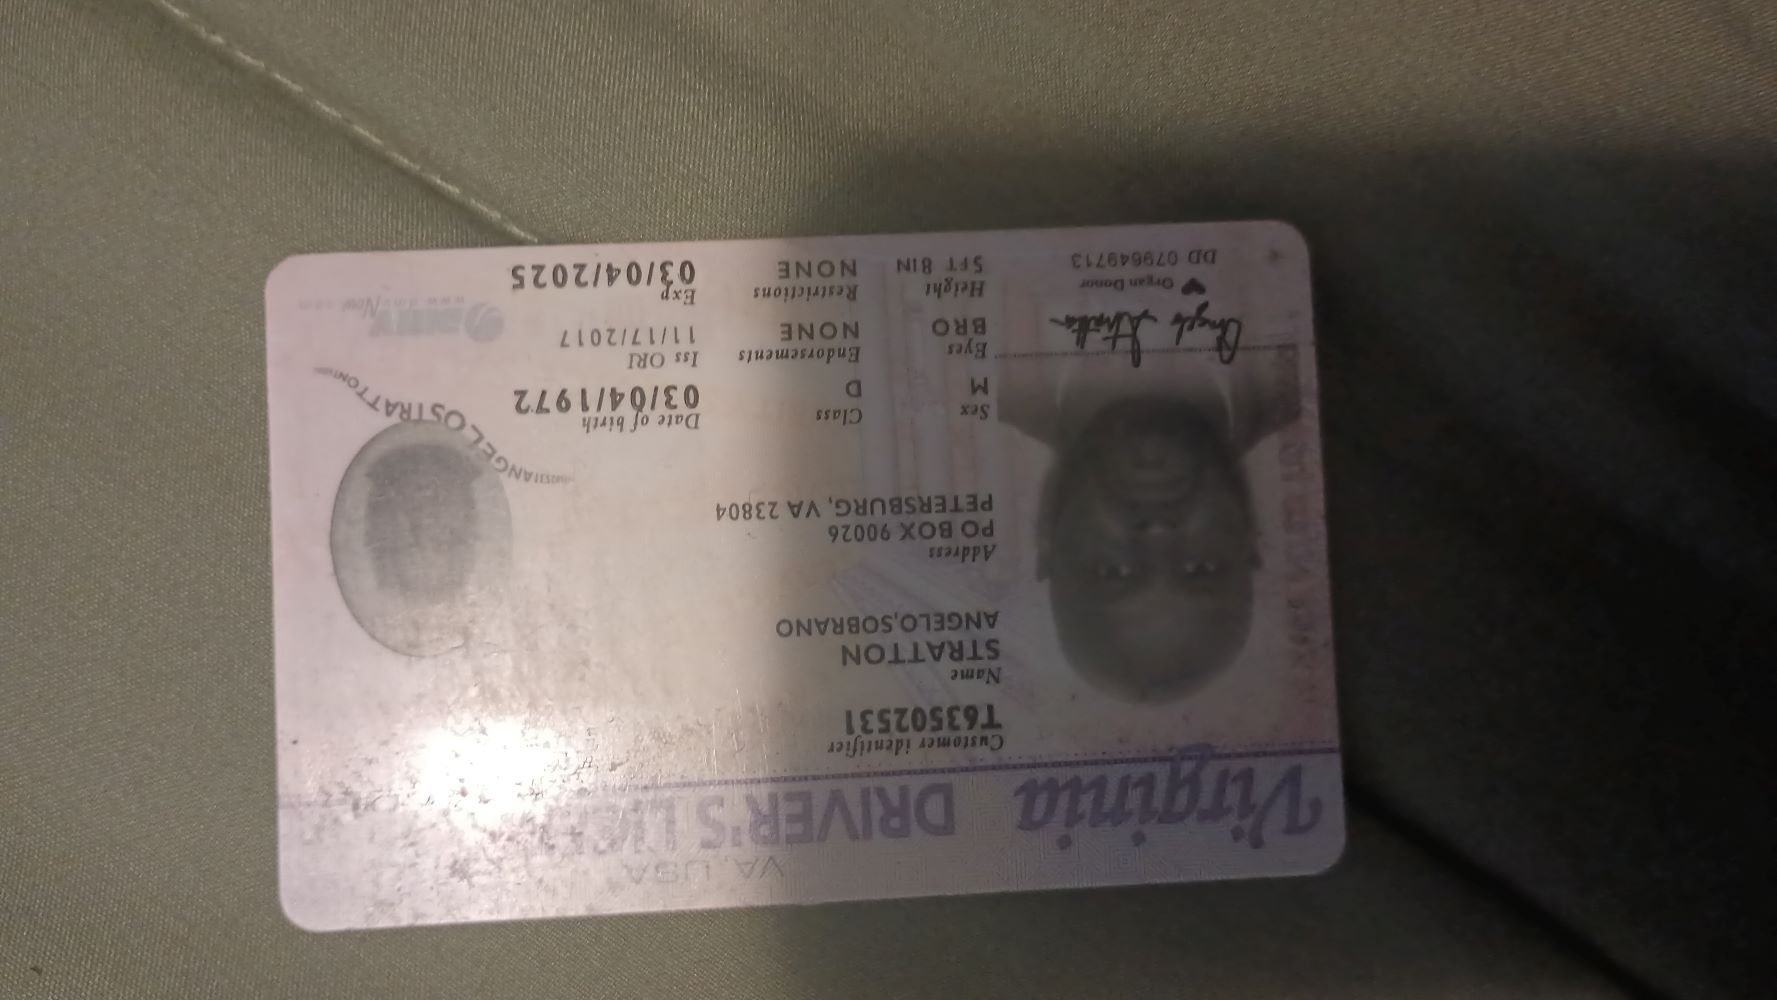 VA, USA
Virginia DRIVER'S LICENSE
Customer identifier
T63502531
Name
STRATTON
ANGELO,SOBRANO
Address
PO BOX 90026
PETERSBURG, VA 23804
ANGELOSTRATTON
Sex
M
Class
D
Date of birth
03/04/1972
Eyes
BRO
Endorsements
NONE
Iss ORI
11/17/2017
Height
5FT 8IN
Restrictions
NONE
Exp
03/04/2025
Angelo Stratton
Organ Donor
DD 079649713